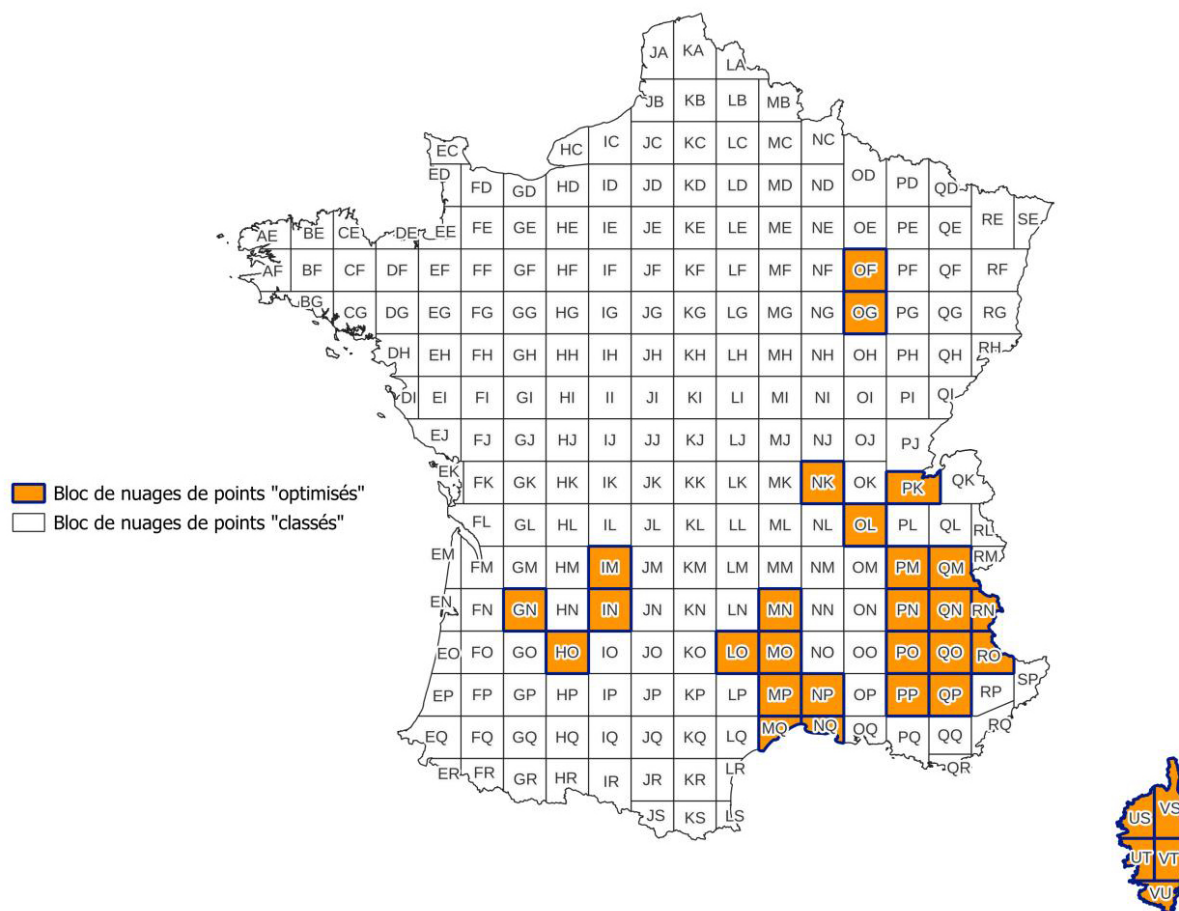 JA KA LA
JB KB LB MB
EC HC IC JC KC LC MC NC
ED FD GD HD ID JD KD LD MD ND OD PD QD
AE BE CE DE EE FE GE HE IE JE KE LE ME NE OE PE QE RE SE
AF BF CF DF EF FF GF HF IF JF KF LF MF NF OF PF QF RF
BG CG DG EG FG GG HG IG JG KG LG MG NG OG PG QG RG
DH EH FH GH HH IH JH KH LH MH NH OH PH QH RH
DI EI FI GI HI II JI KI LI MI NI OI PI QI
EJ FJ GJ HJ IJ JJ KJ LJ MJ NJ OJ PJ
EK FK GK HK IK JK KK LK MK NK OK PK QK
Bloc de nuages de points "optimisés"
Bloc de nuages de points "classés"
FL GL HL IL JL KL LL ML NL OL PL QL RL
EM FM GM HM IM JM KM LM MM NM OM PM QM RM
EN FN GN HN IN JN KN LN MN NN ON PN QN RN
EO FO GO HO IO JO KO LO MO NO OO PO QO RO
EP FP GP HP IP JP KP LP MP NP OP PP QP RP SP
EQ FQ GQ HQ IQ JQ KQ LQ MQ NQ OQ PQ QQ RQ
ER FR GR HR IR JR KR LR QR
JS KS LS
US VS
UT VT
VU